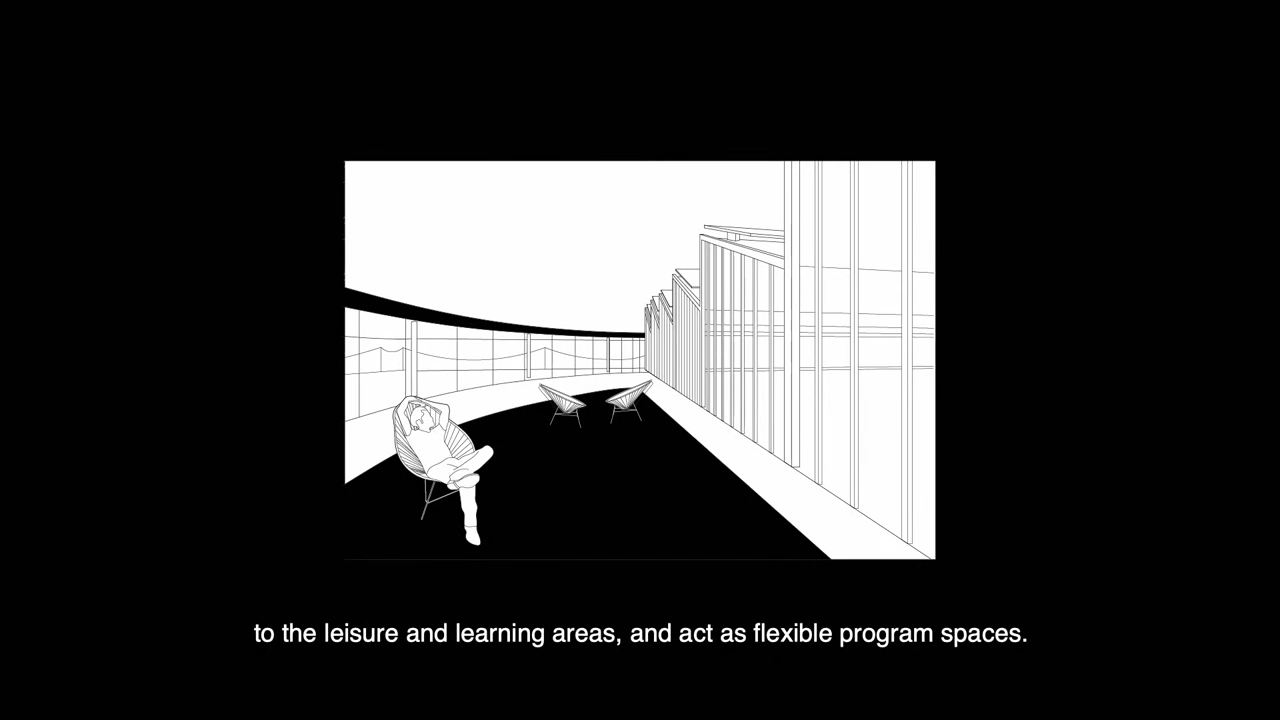 to the leisure and learning areas, and act as flexible program spaces.